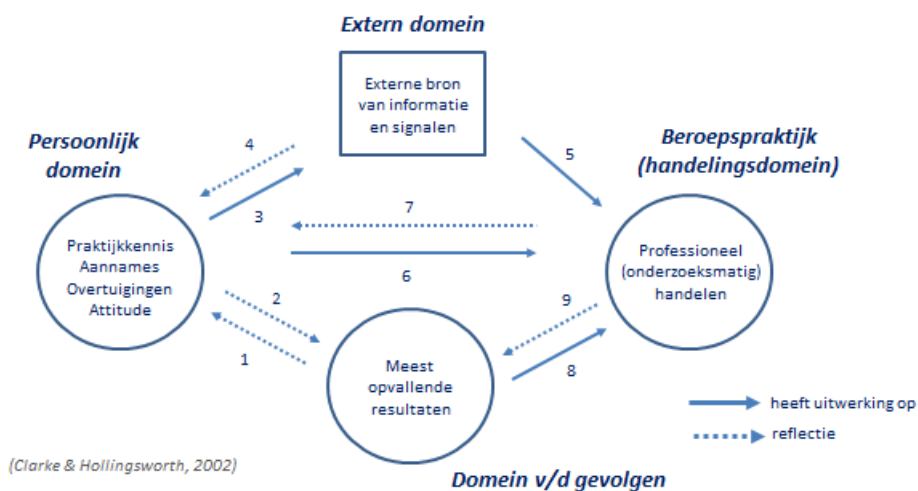 Extern domein
Externe bron
van informatie
en signalen
Persoonlijk
domein
Beroepspraktijk
(handelingsdomein)
4
5
3
7
Praktijkkennis
Aannames
Overtuigingen
Attitude
Professioneel
(onderzoeksmatig)
handelen
6
2
9
1
8
Meest
opvallende
resultaten
heeft uitwerking op
reflectie
(Clarke & Hollingsworth, 2002)
Domein v/d gevolgen